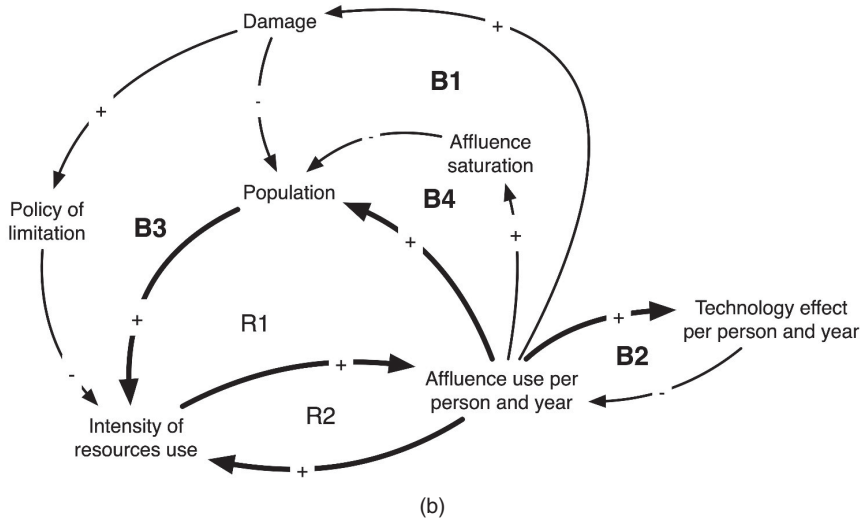 Damage
+
B1
+
-
-
Affluence
saturation
Population
B4
Policy of
limitation
B3
+
+
Technology effect
per person and year
+
+
R1
B2
+
-
Affluence use per
person and year
-
R2
Intensity of
resources use
+
(b)